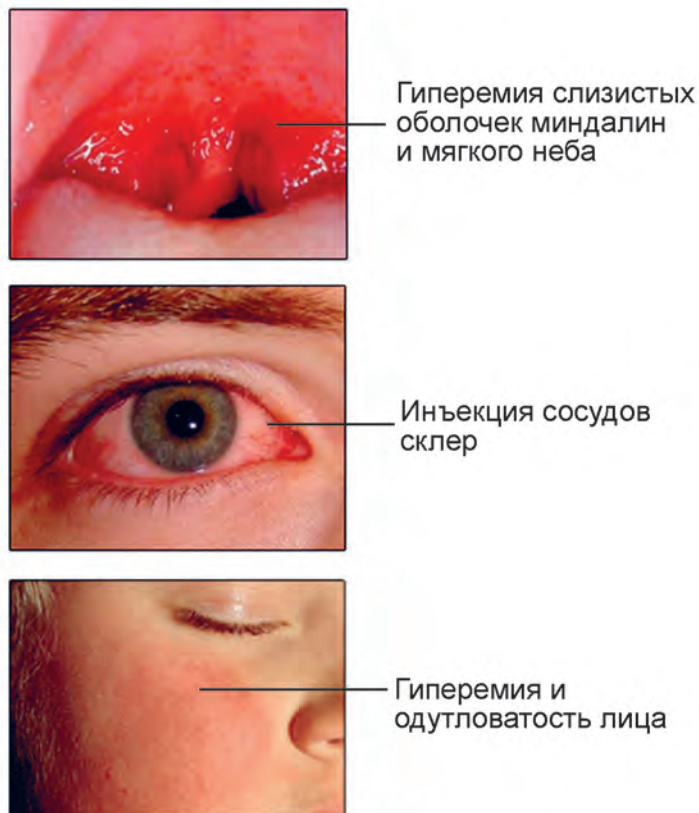 Гиперемия слизистых
оболочек миндалин
и мягкого неба
Инъекция сосудов
склер
Гиперемия и
одутловатость лица